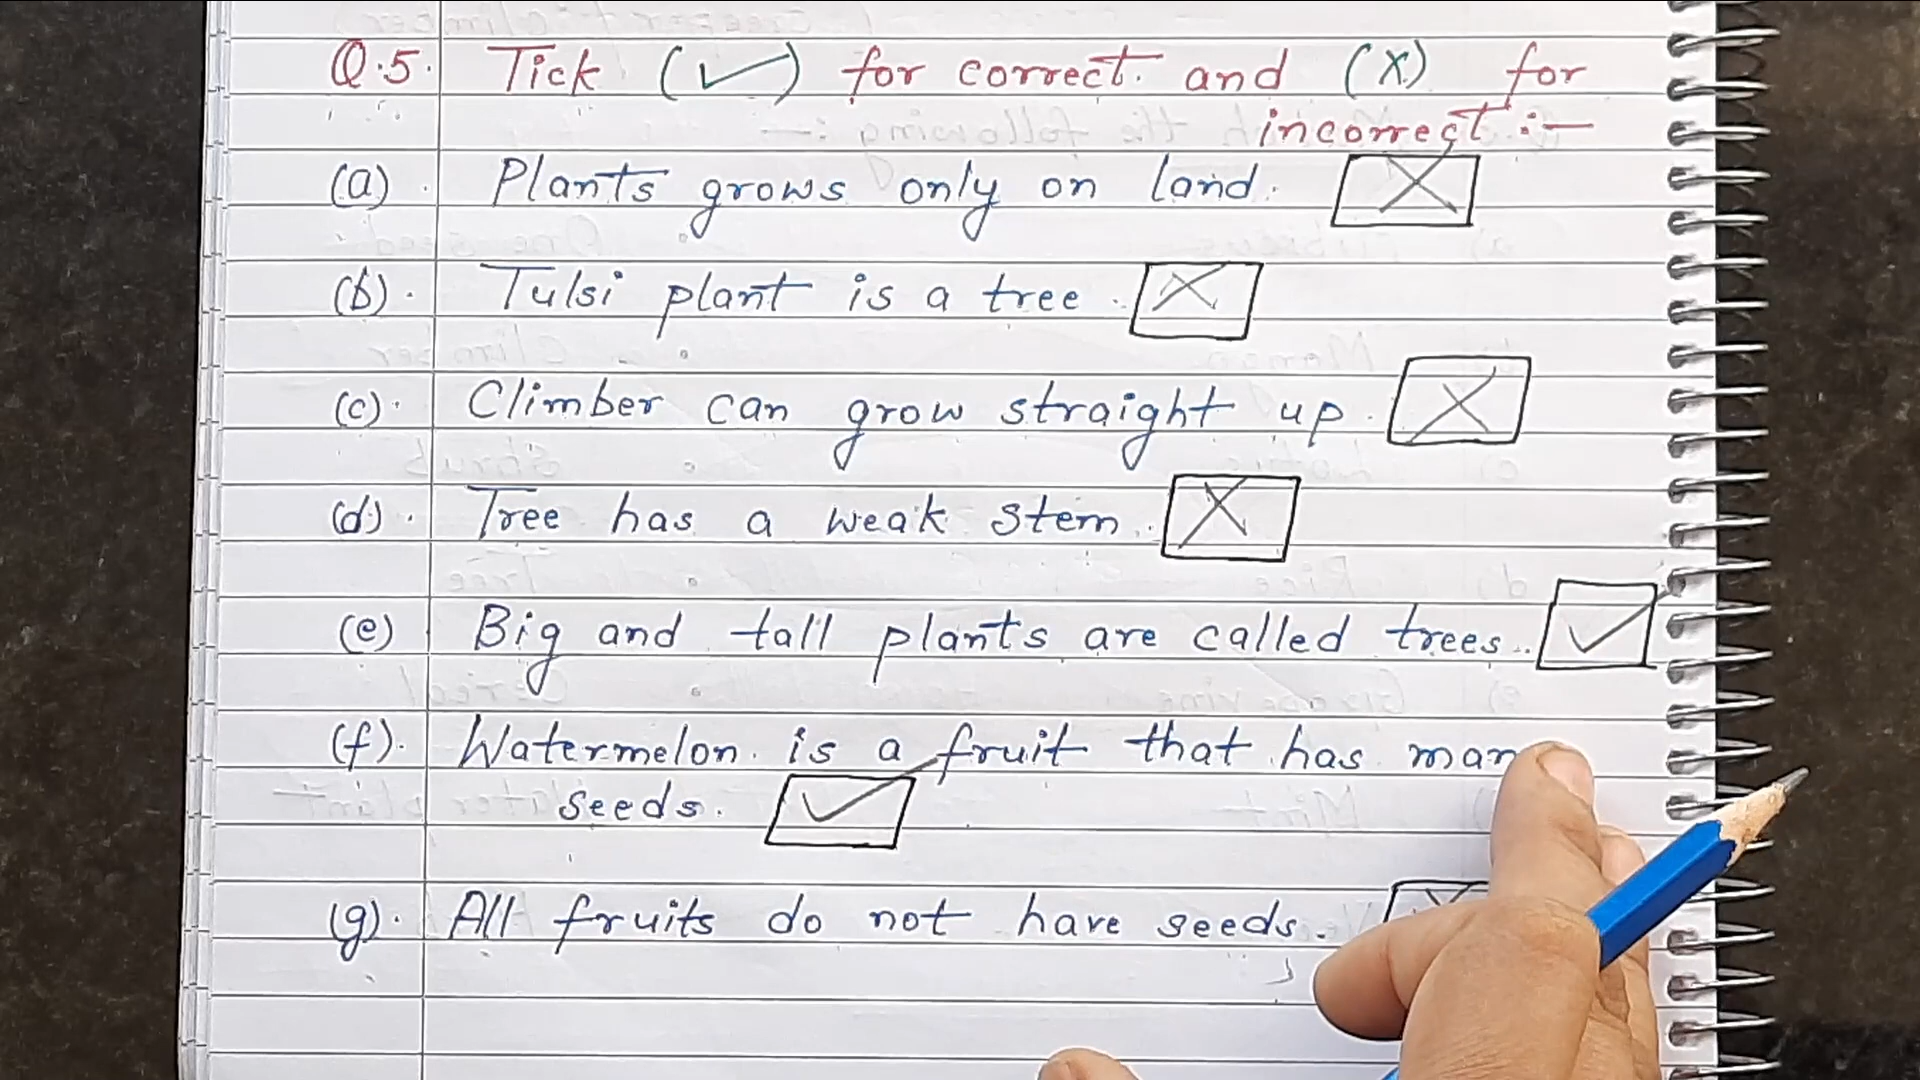 Q.5. Tick (✓) for correct. and (X) for
incorrect :-
(a). Plants grows only on land. X
(b). Tulsi plant is a tree. X
(c). Climber can grow straight up. X
(d). Tree has a weak stem. X
(e) Big and tall plants are called trees. ✓
(f). Watermelon is a fruit that has man
seeds. ✓
(g). All fruits do not have seeds.